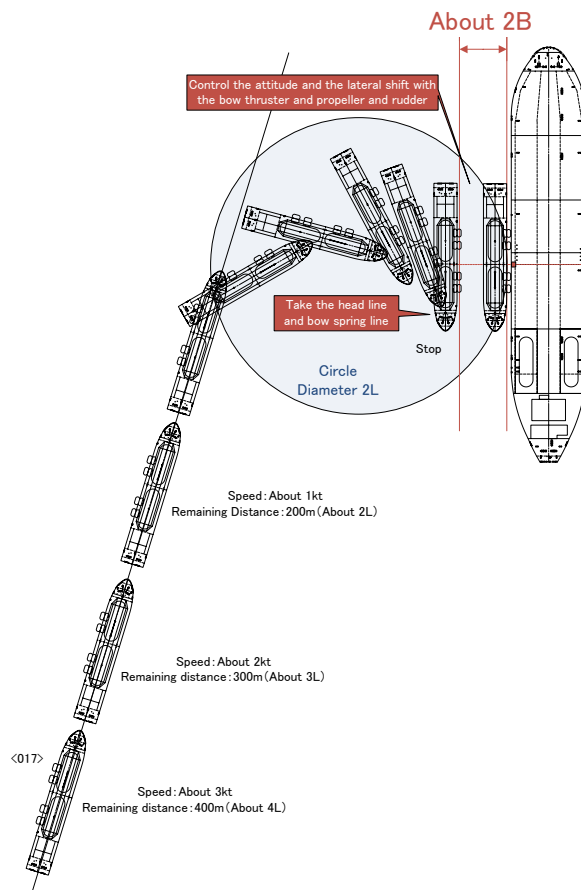 About 2B
Control the attitude and the lateral shift with
the bow thruster and propeller and rudder
Take the head line
and bow spring line
Stop
Circle
Diameter 2L
Speed:About 1kt
Remaining Distance:200m(About 2L)
Speed:About 2kt
Remaining distance:300m(About 3L)
<017>
Speed:About 3kt
Remaining distance:400m(About 4L)